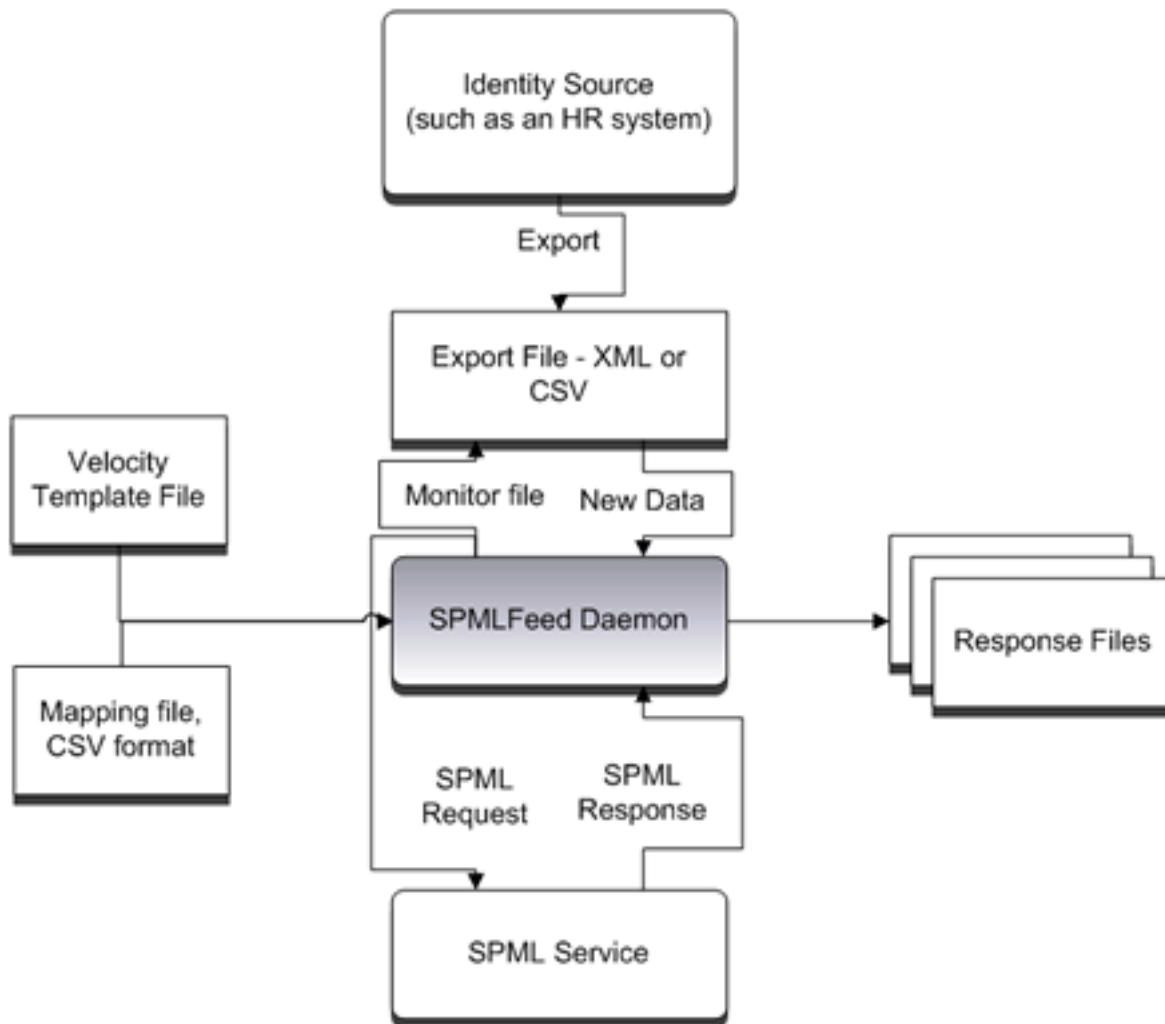 Identity Source
(such as an HR system)
Export
Export File - XML or
CSV
Velocity
Template File
Monitor file
New Data
SPMLFeed Daemon
Response Files
Mapping file,
CSV format
SPML
Request
SPML
Response
SPML Service